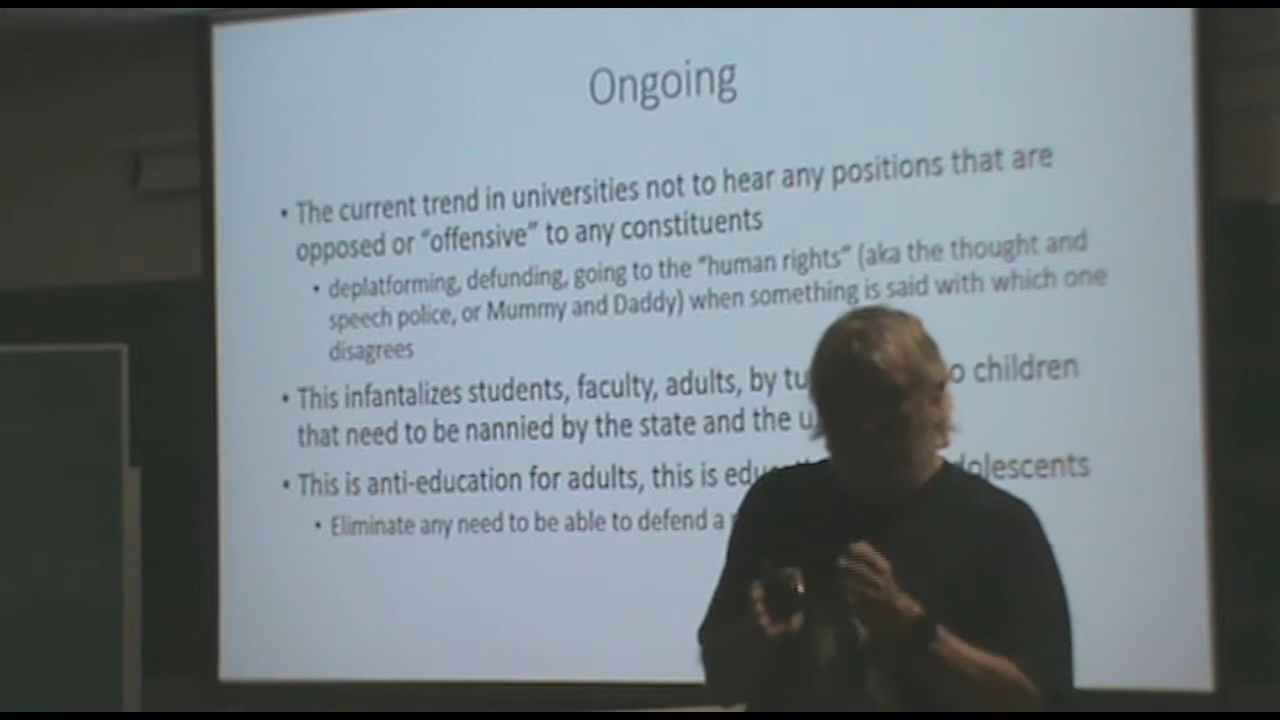 Ongoing
• The current trend in universities not to hear any positions that are
opposed or “offensive” to any constituents
• deplatforming, defunding, going to the “human rights” (aka the thought and
speech police, or Mummy and Daddy) when something is said with which one
disagrees
• This infantalizes students, faculty, adults, by children
that need to be nannied by the state and the
• This is anti-education for adults, this is
• Eliminate any need to be able to defend a